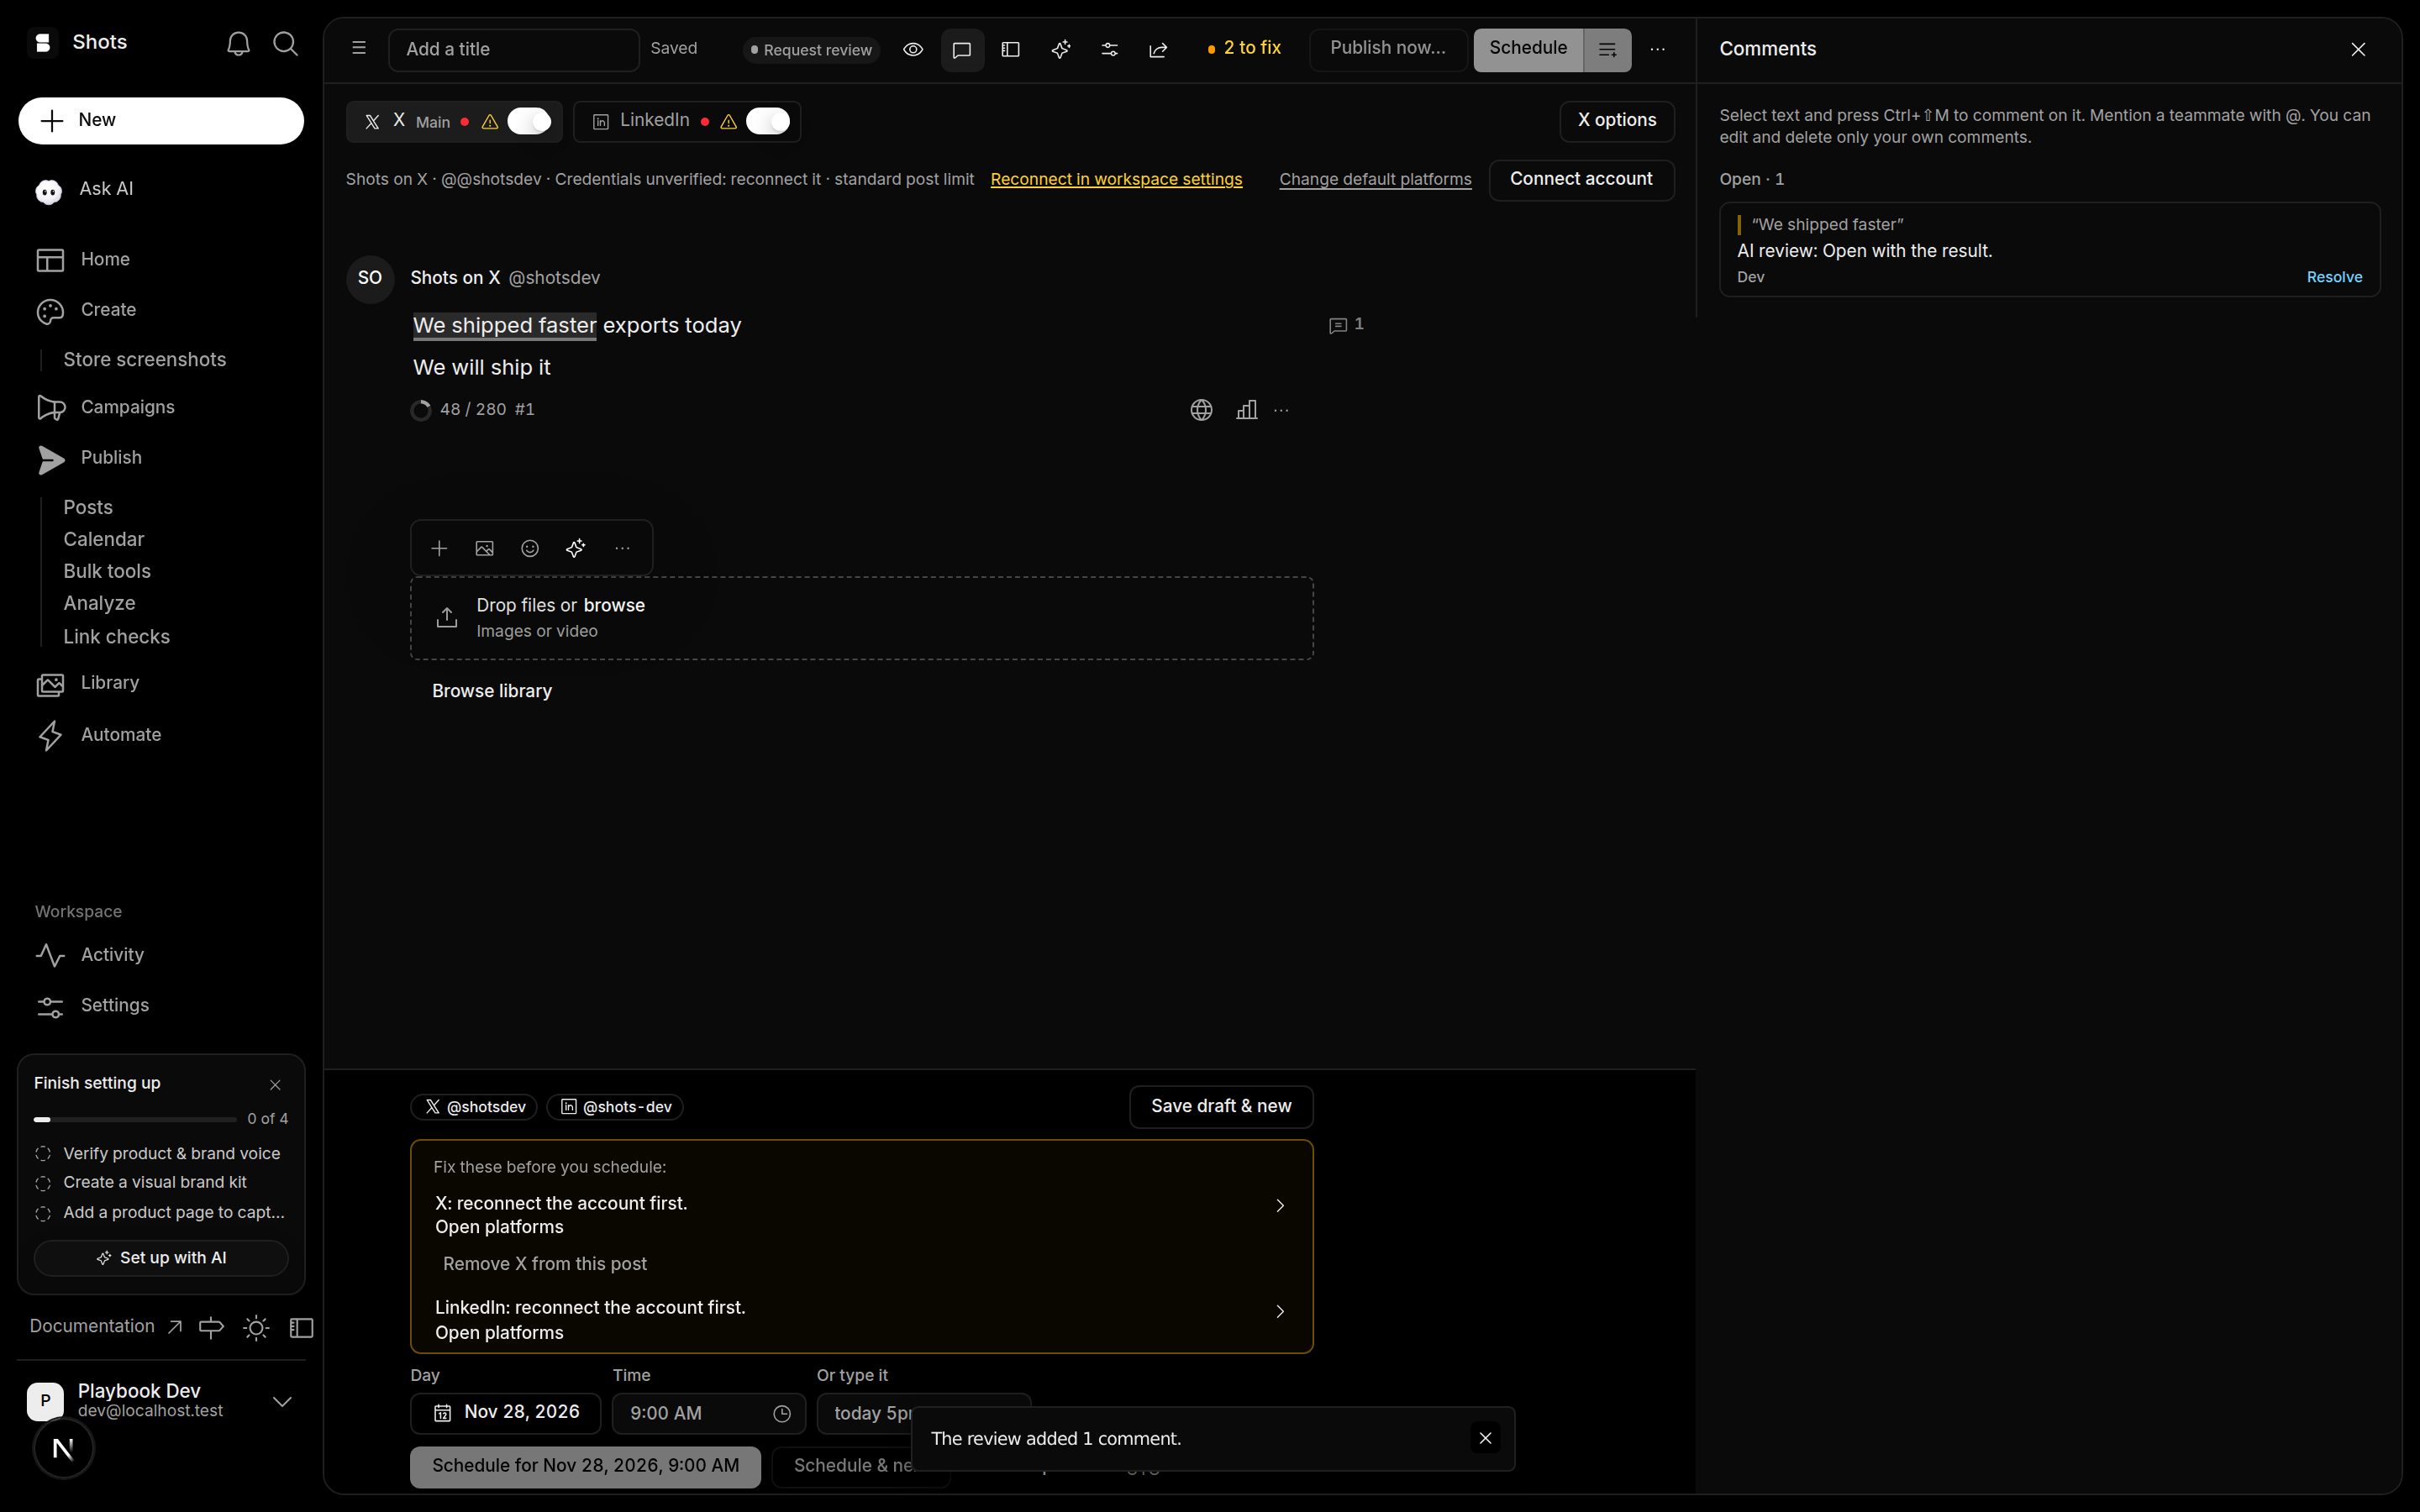 Shots
New
Ask AI
Home
Create
Store screenshots
Campaigns
Publish
Posts
Calendar
Bulk tools
Analyze
Link checks
Library
Automate
Workspace
Activity
Settings
Finish setting up
0 of 4
Verify product & brand voice
Create a visual brand kit
Add a product page to capt...
Set up with AI
Documentation
P
Playbook Dev
dev@localhost.test
N
Add a title
Saved
Request review
2 to fix
Publish now...
Schedule
X Main
LinkedIn
X options
Shots on X · @@shotsdev · Credentials unverified: reconnect it · standard post limit
Reconnect in workspace settings
Change default platforms
Connect account
SO
Shots on X @shotsdev
We shipped faster exports today
1
We will ship it
48 / 280 #1
Drop files or browse
Images or video
Browse library
@shotsdev
@shots-dev
Save draft & new
Fix these before you schedule:
X: reconnect the account first.
Open platforms
Remove X from this post
LinkedIn: reconnect the account first.
Open platforms
Day
Time
Or type it
12
Nov 28, 2026
9:00 AM
today
Schedule for Nov 28, 2026, 9:00 AM
Schedule &
The review added 1 comment.
Comments
Select text and press Ctrl+⇧M to comment on it. Mention a teammate with @. You can
edit and delete only your own comments.
Open · 1
“We shipped faster”
AI review: Open with the result.
Dev
Resolve